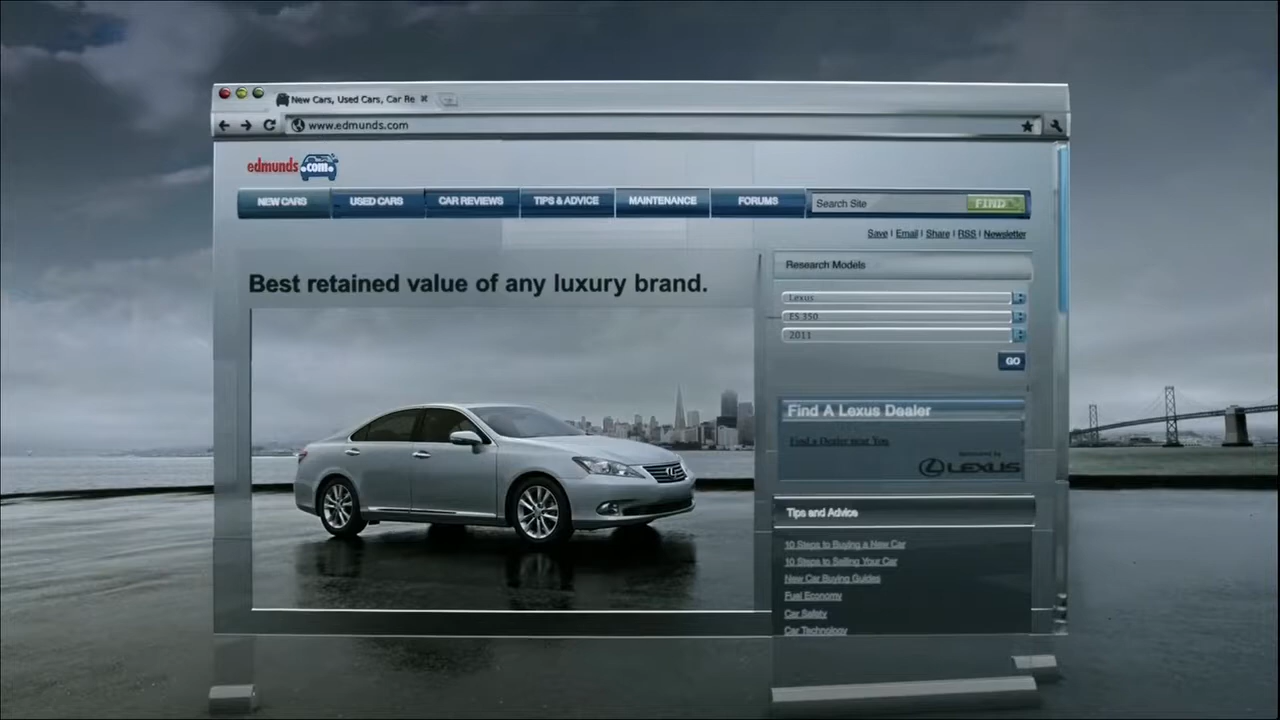 New Cars, Used Cars, Car Re
www.edmunds.com
edmunds.com
NEW CARS USED CARS CAR REVIEWS TIPS & ADVICE MAINTENANCE FORUMS Search Site FIND
Save | Email | Share | RSS | Newsletter
Best retained value of any luxury brand.
Research Models
Lexus
ES 350
2011
GO
Find A Lexus Dealer
Find a Dealer near You
Sponsored by
LEXUS
Tips and Advice
10 Steps to Buying a New Car
10 Steps to Selling Your Car
New Car Buying Guides
Fuel Economy
Car Safety
Car Technology